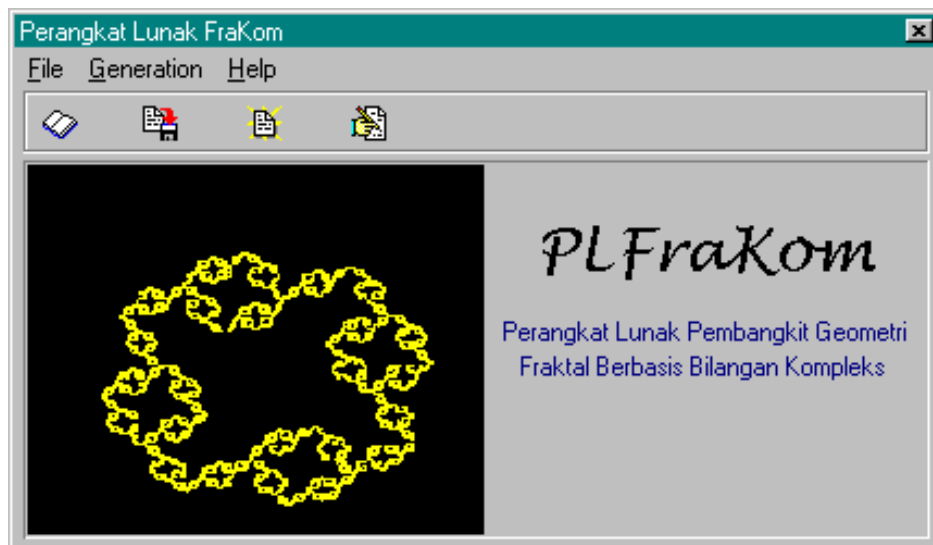 Perangkat Lunak FraKom
File Generation Help
PLFraKom
Perangkat Lunak Pembangkit Geometri
Fraktal Berbasis Bilangan Kompleks